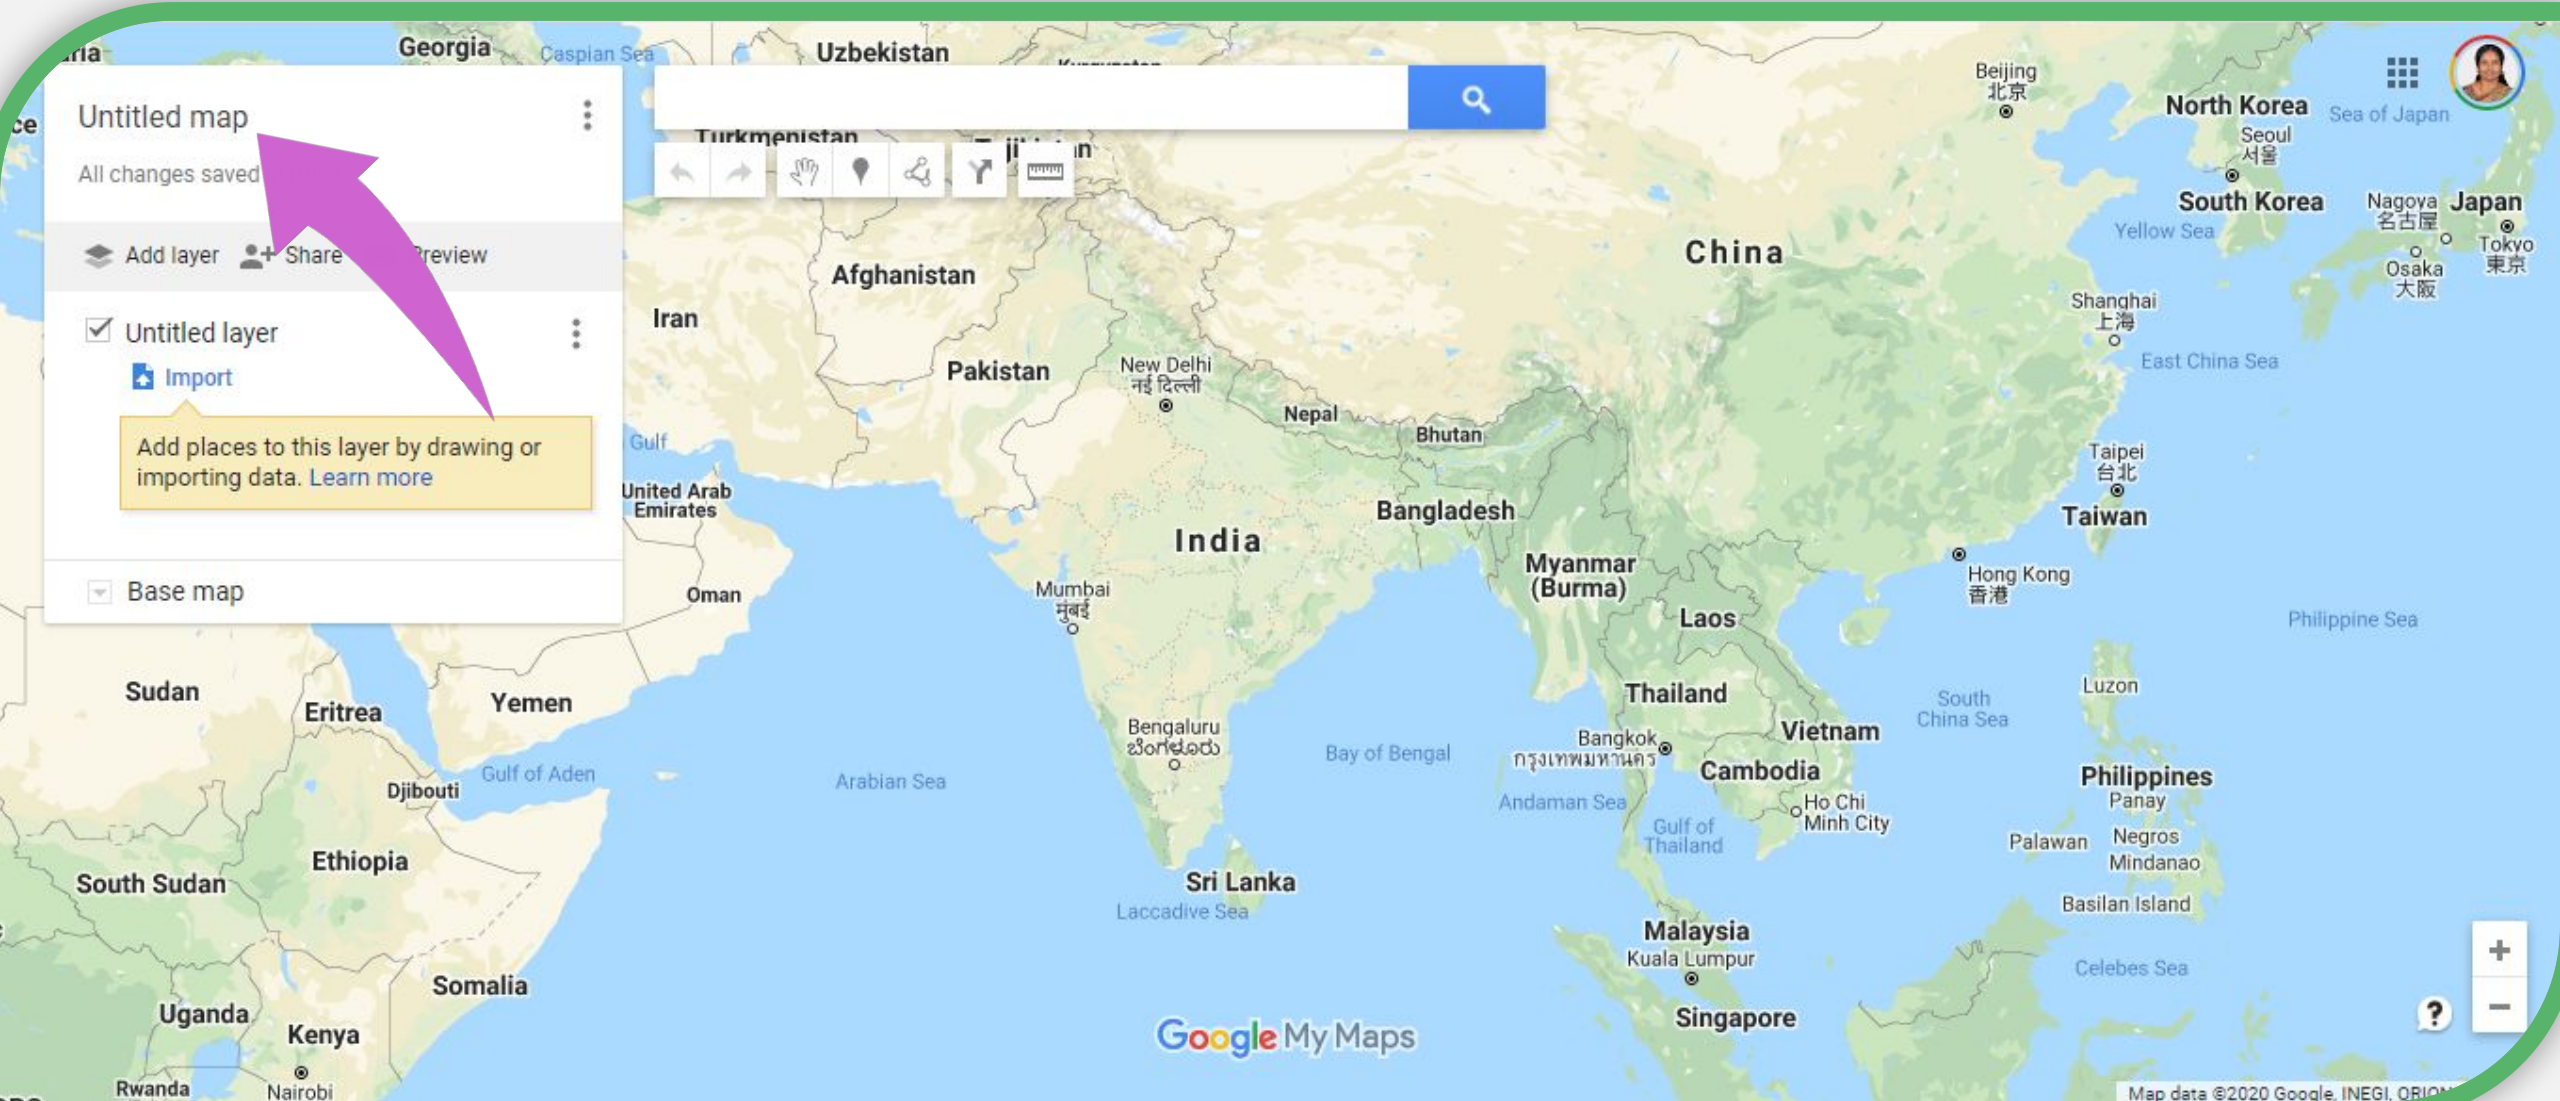 Georgia
Caspian Sea
Uzbekistan
Beijing
北京
North Korea
Sea of Japan
Seoul
서울
Untitled map
All changes saved
Turkmenistan
South Korea
Nagoya
名古屋
Japan
Tokyo
東京
Yellow Sea
Osaka
大阪
China
Add layer
Share
Preview
Afghanistan
Iran
Shanghai
上海
Untitled layer
Import
East China Sea
Pakistan
New Delhi
नई दिल्ली
Nepal
Bhutan
Gulf
Add places to this layer by drawing or
importing data. Learn more
Taipei
台北
Taiwan
United Arab
Emirates
Bangladesh
India
Myanmar
(Burma)
Hong Kong
香港
Base map
Oman
Mumbai
मुंबई
Laos
Philippine Sea
Sudan
Eritrea
Yemen
Thailand
Luzon
South
China Sea
Bengaluru
ಬೆಂಗಳೂರು
Vietnam
Bangkok
กรุงเทพมหานคร
Bay of Bengal
Gulf of Aden
Arabian Sea
Djibouti
Cambodia
Philippines
Panay
Andaman Sea
Ho Chi
Minh City
Gulf of
Thailand
Palawan
Negros
Mindanao
Ethiopia
South Sudan
Sri Lanka
Laccadive Sea
Basilan Island
Malaysia
Kuala Lumpur
Celebes Sea
Somalia
Uganda
Kenya
Singapore
Google My Maps
Rwanda
Nairobi
Map data ©2020 Google, INEGI,